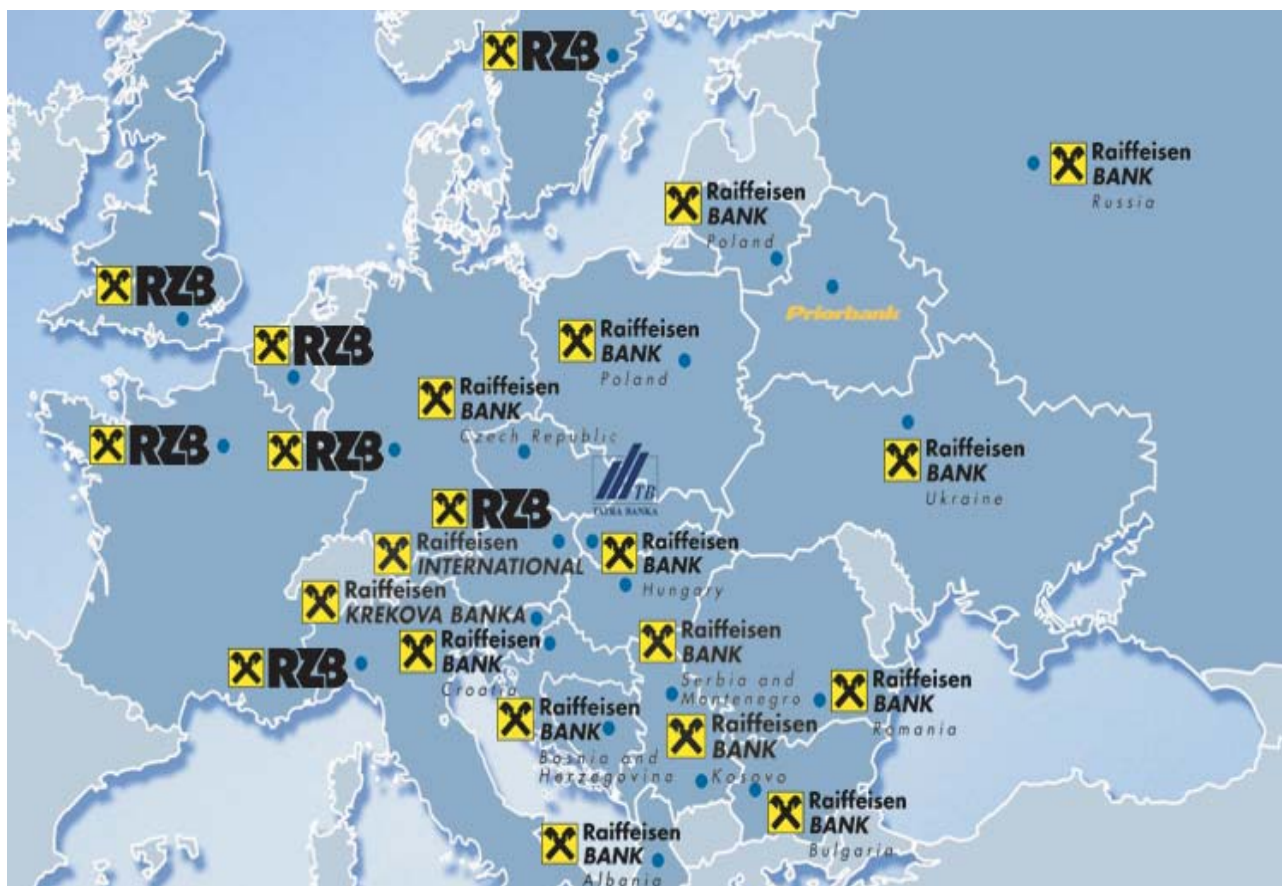 RZB
Raiffeisen
BANK
Russia
Raiffeisen
BANK
Poland
RZB
Priorbank
RZB
Raiffeisen
BANK
Poland
Raiffeisen
BANK
Czech Republic
RZB
RZB
Raiffeisen
BANK
Ukraine
TB
TATRA BANKA
RZB
Raiffeisen
INTERNATIONAL
Raiffeisen
BANK
Hungary
Raiffeisen
KREKOVA BANKA
Raiffeisen
BANK
Croatia
Raiffeisen
BANK
Serbia and
Montenegro
RZB
Raiffeisen
BANK
Romania
Raiffeisen
BANK
Bosnia and
Herzegovina
Raiffeisen
BANK
Kosovo
Raiffeisen
BANK
Bulgaria
Raiffeisen
BANK
Albania